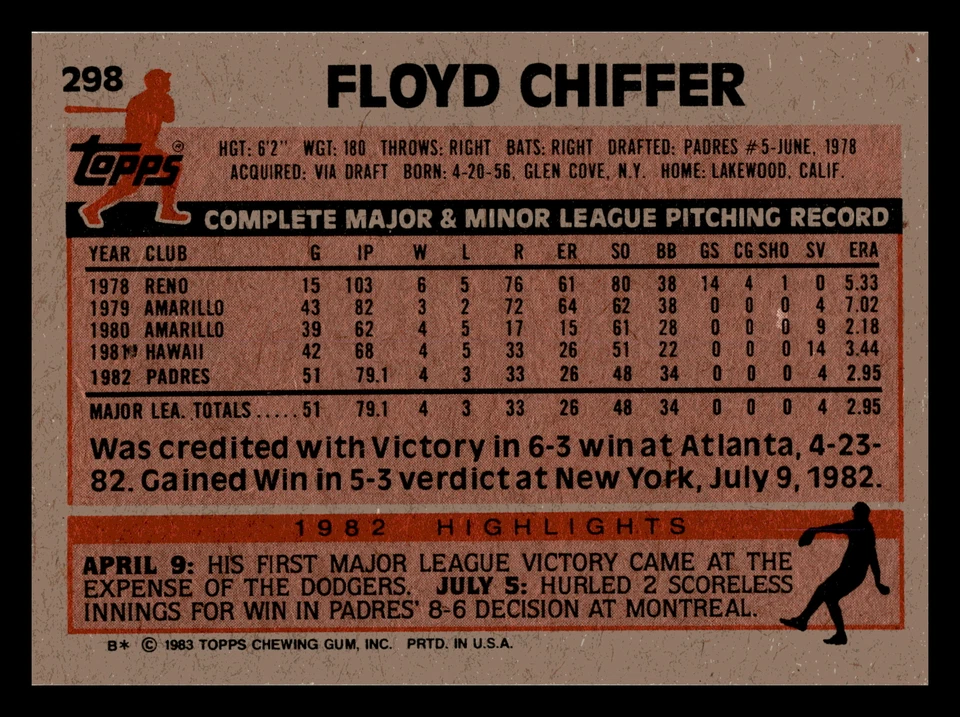 298
FLOYD CHIFFER
Topps
HGT: 6'2" WGT: 180 THROWS: RIGHT BATS: RIGHT DRAFTED: PADRES #5-JUNE, 1978
ACQUIRED: VIA DRAFT BORN: 4-20-56, GLEN COVE, N.Y. HOME: LAKEWOOD, CALIF.
COMPLETE MAJOR & MINOR LEAGUE PITCHING RECORD
YEAR CLUB G IP W L R ER SO BB GS CG SHO SV ERA
1978 RENO 15 103 6 5 76 61 80 38 14 4 1 0 5.33
1979 AMARILLO 43 82 3 2 72 64 62 38 0 0 0 4 7.02
1980 AMARILLO 39 62 4 5 17 15 61 28 0 0 0 9 2.18
1981 HAWAII 42 68 4 5 33 26 51 22 0 0 0 14 3.44
1982 PADRES 51 79.1 4 3 33 26 48 34 0 0 0 4 2.95
MAJOR LEA. TOTALS.....51 79.1 4 3 33 26 48 34 0 0 0 4 2.95
Was credited with Victory in 6-3 win at Atlanta, 4-23-
82. Gained Win in 5-3 verdict at New York, July 9, 1982.
1982 HIGHLIGHTS
APRIL 9: HIS FIRST MAJOR LEAGUE VICTORY CAME AT THE
EXPENSE OF THE DODGERS. JULY 5: HURLED 2 SCORELESS
INNINGS FOR WIN IN PADRES' 8-6 DECISION AT MONTREAL.
B* © 1983 TOPPS CHEWING GUM, INC. PRTD. IN U.S.A.